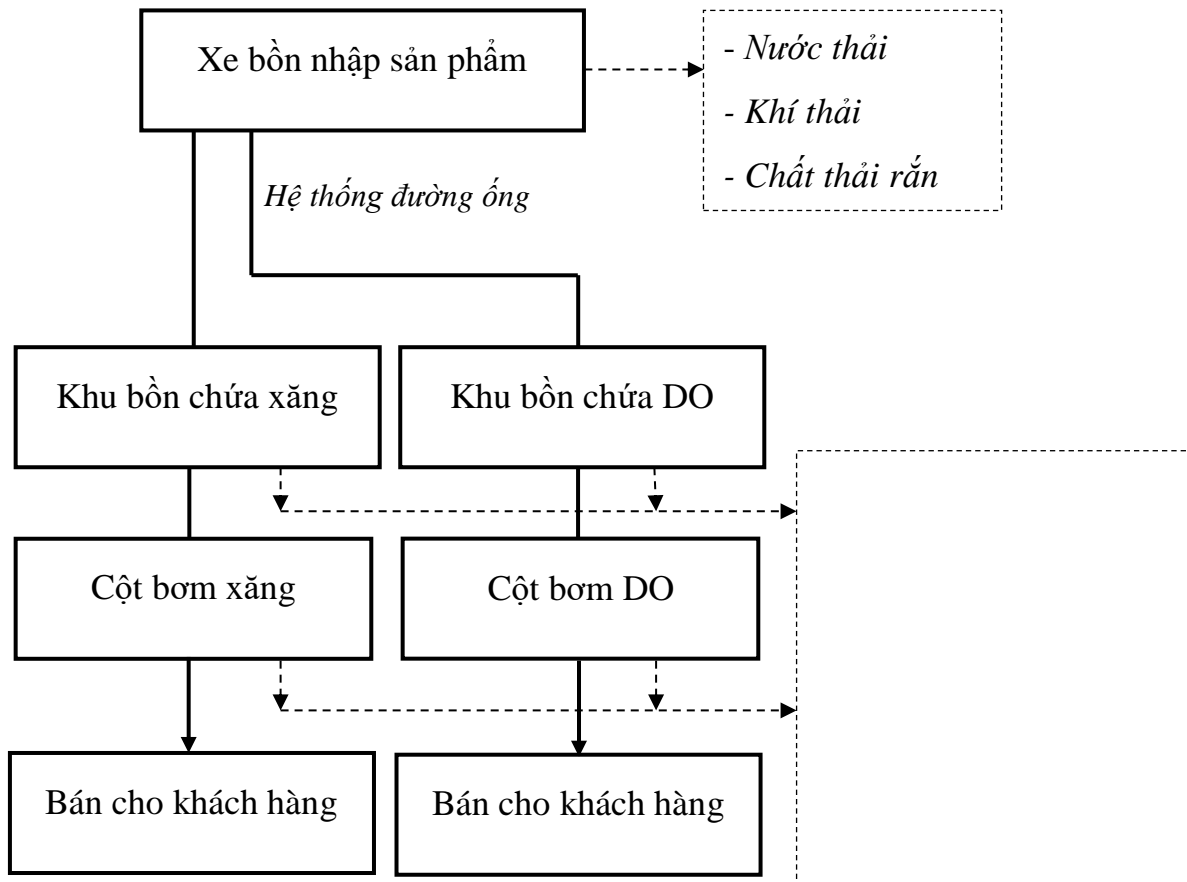 Xe bồn nhập sản phẩm
- Nước thải
- Khí thải
- Chất thải rắn
Hệ thống đường ống
Khu bồn chứa xăng
Khu bồn chứa DO
Cột bơm xăng
Cột bơm DO
Bán cho khách hàng
Bán cho khách hàng